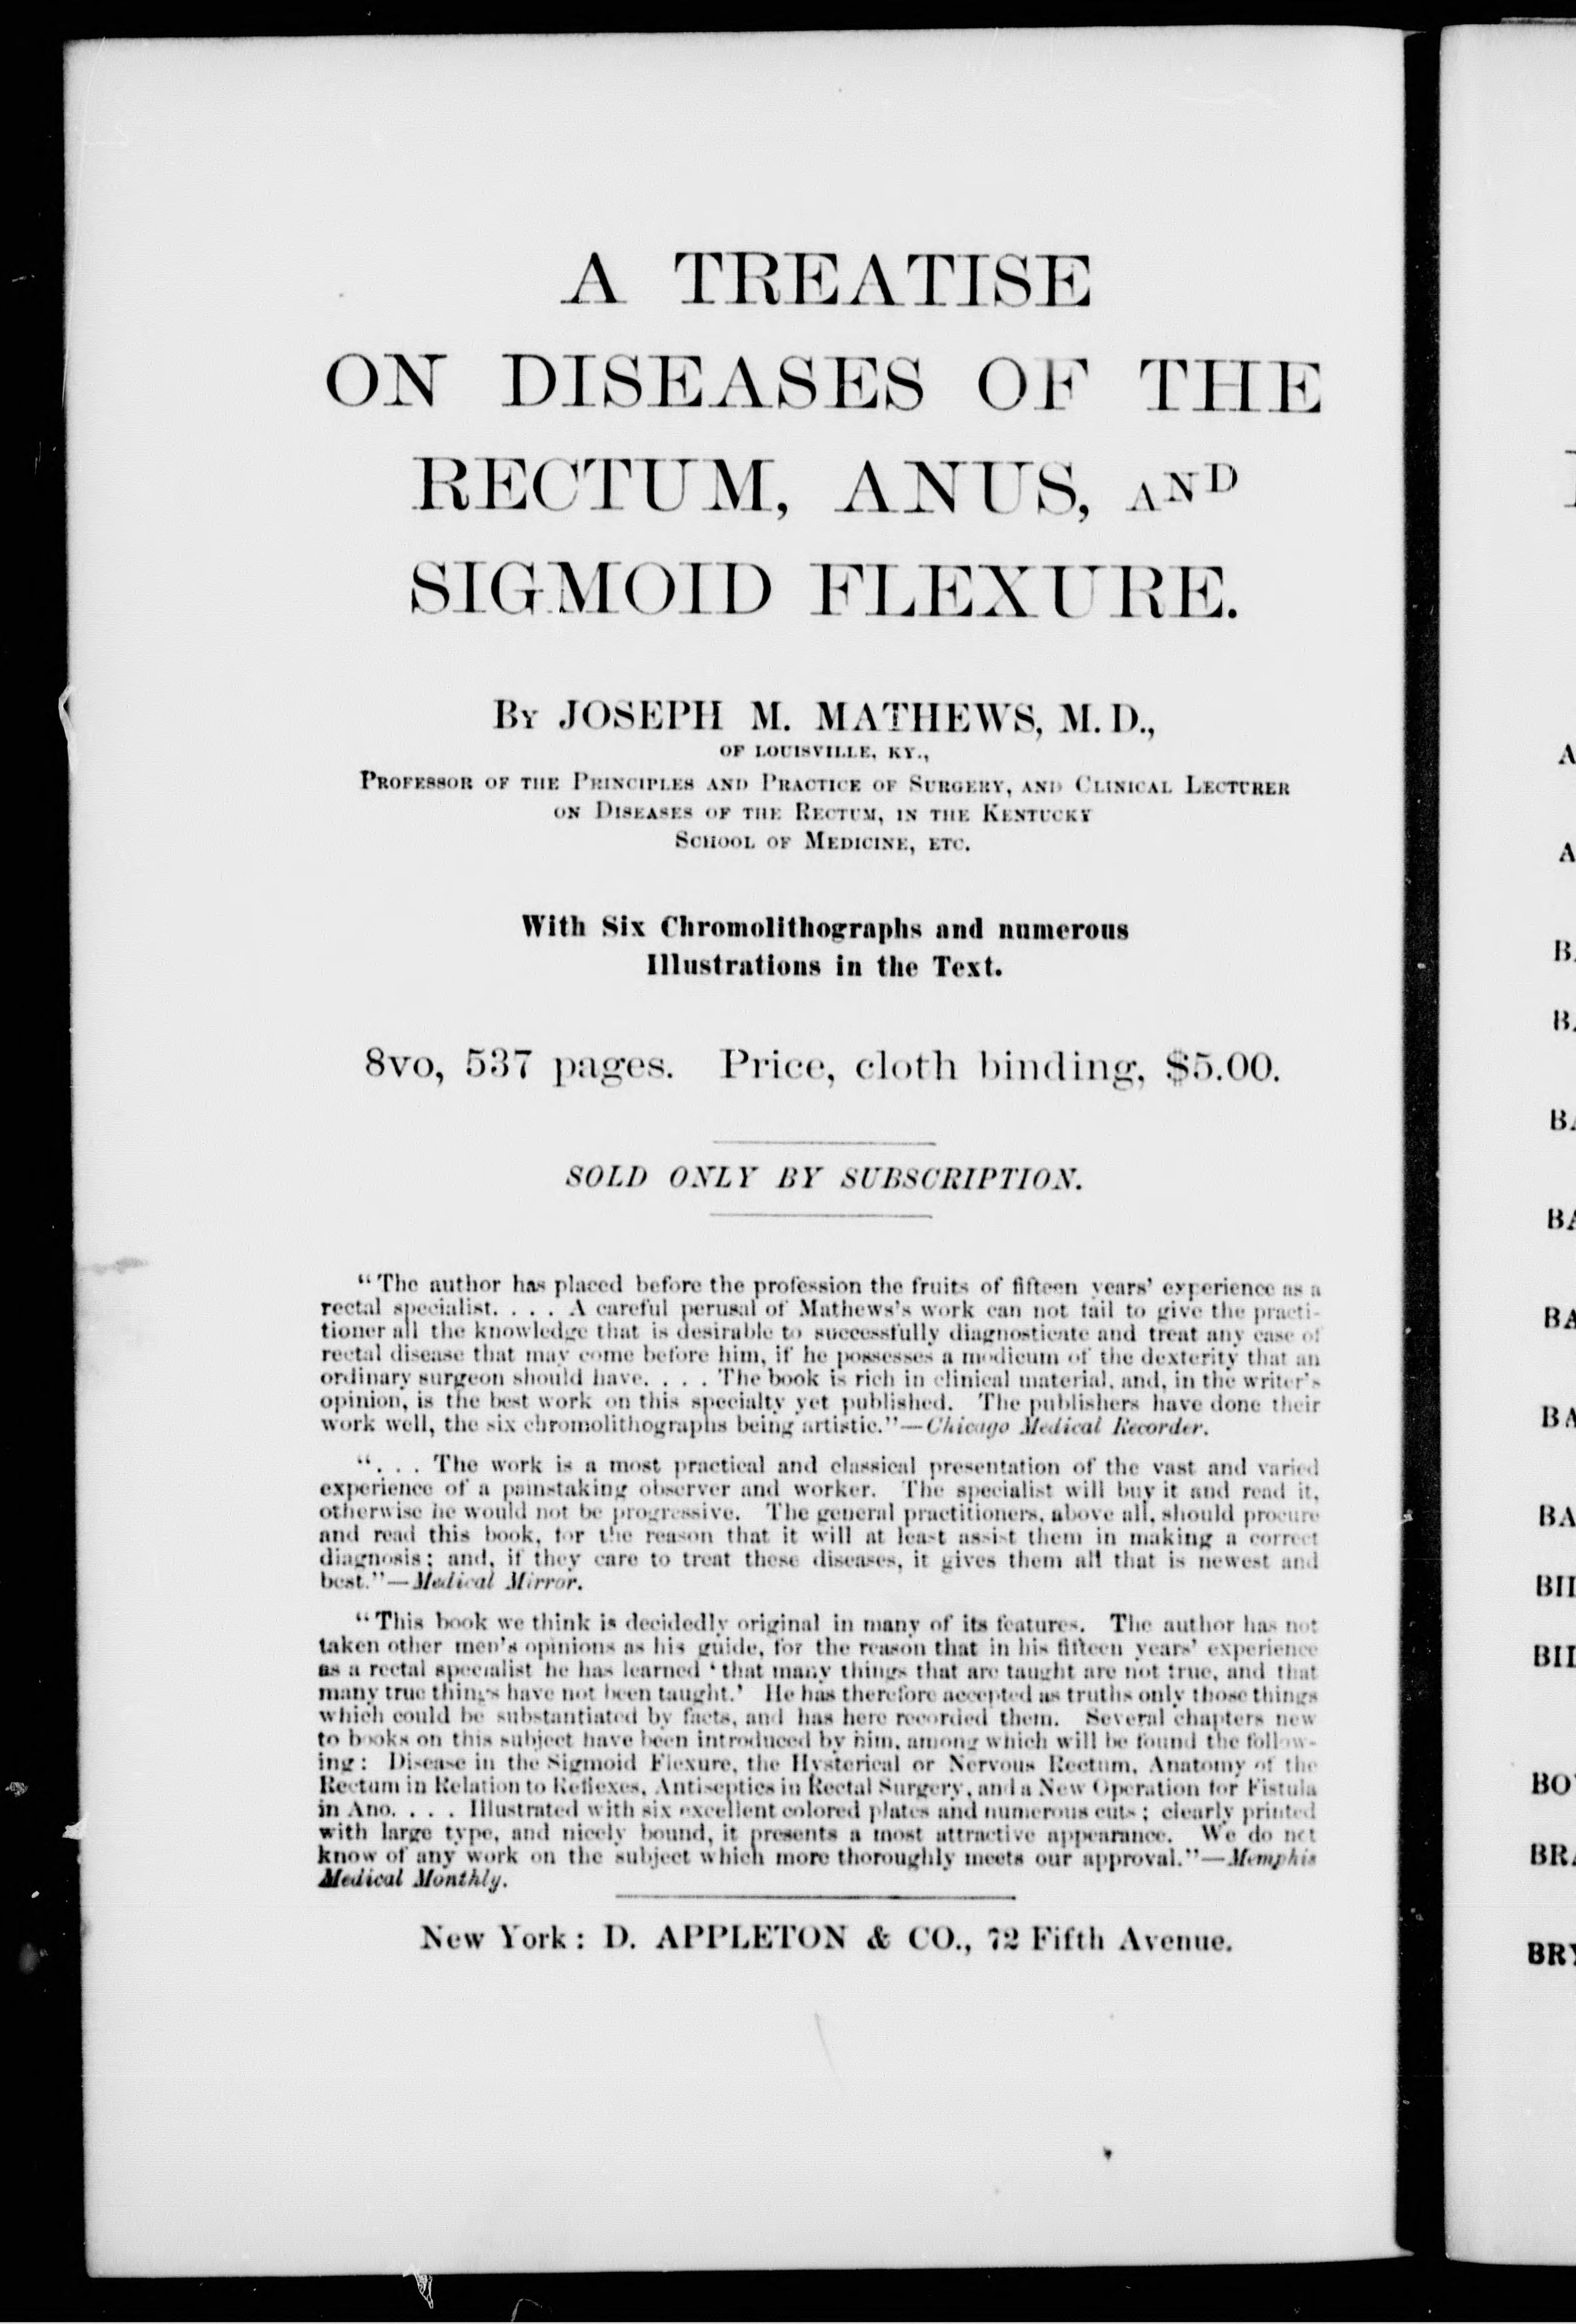 A TREATISE
ON DISEASES OF THE
RECTUM, ANUS, AND
SIGMOID FLEXURE.
By JOSEPH M. MATHEWS, M. D.,
OF LOUISVILLE, KY.,
Professor of the Principles and Practice of Surgery, and Clinical Lecturer
on Diseases of the Rectum, in the Kentucky
School of Medicine, etc.
With Six Chromolithographs and numerous
Illustrations in the Text.
8vo, 537 pages. Price, cloth binding, $5.00.
SOLD ONLY BY SUBSCRIPTION.
"The author has placed before the profession the fruits of fifteen years' experience as a
rectal specialist. . . . A careful perusal of Mathews's work can not fail to give the practi-
tioner all the knowledge that is desirable to successfully diagnosticate and treat any case of
rectal disease that may come before him, if he possesses a modicum of the dexterity that an
ordinary surgeon should have. . . . The book is rich in clinical material, and, in the writer's
opinion, is the best work on this specialty yet published. The publishers have done their
work well, the six chromolithographs being artistic."—Chicago Medical Recorder.
". . . The work is a most practical and classical presentation of the vast and varied
experience of a painstaking observer and worker. The specialist will buy it and read it,
otherwise he would not be progressive. The general practitioners, above all, should procure
and read this book, for the reason that it will at least assist them in making a correct
diagnosis; and, if they care to treat these diseases, it gives them all that is newest and
best."—Medical Mirror.
"This book we think is decidedly original in many of its features. The author has not
taken other men's opinions as his guide, for the reason that in his fifteen years' experience
as a rectal specialist he has learned 'that many things that are taught are not true, and that
many true things have not been taught.' He has therefore accepted as truths only those things
which could be substantiated by facts, and has here recorded them. Several chapters new
to books on this subject have been introduced by him, among which will be found the follow-
ing: Disease in the Sigmoid Flexure, the Hysterical or Nervous Rectum, Anatomy of the
Rectum in Relation to Reflexes, Antiseptics in Rectal Surgery, and a New Operation for Fistula
in Ano. . . . Illustrated with six excellent colored plates and numerous cuts; clearly printed
with large type, and nicely bound, it presents a most attractive appearance. We do not
know of any work on the subject which more thoroughly meets our approval."—Memphis
Medical Monthly.
New York: D. APPLETON & CO., 72 Fifth Avenue.